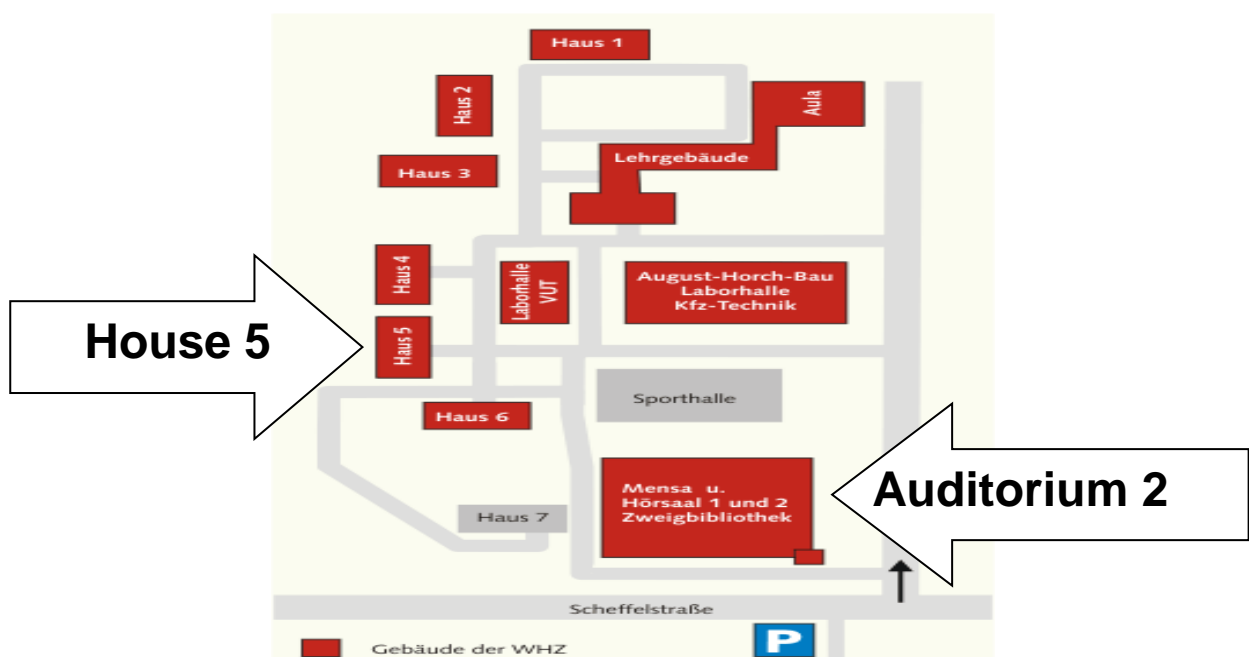 Haus 1
Haus 2
Aula
Lehrgebäude
Haus 3
Haus 4
Laborhalle
VUT
August-Horch-Bau
Laborhalle
Kfz-Technik
House 5
Haus 5
Sporthalle
Haus 6
Mensa u.
Hörsaal 1 und 2
Zweigbibliothek
Auditorium 2
Haus 7
Scheffelstraße
Gebäude der WHZ
P